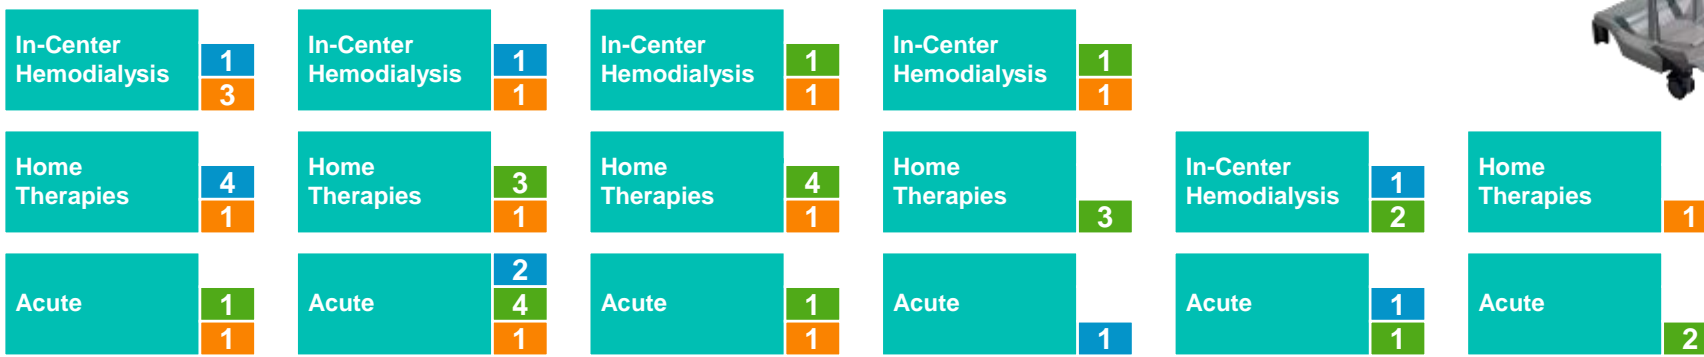 In-Center
Hemodialysis
1
3
In-Center
Hemodialysis
1
1
In-Center
Hemodialysis
1
1
In-Center
Hemodialysis
1
1
Home
Therapies
4
1
Home
Therapies
3
1
Home
Therapies
4
1
Home
Therapies
3
In-Center
Hemodialysis
1
2
Home
Therapies
1
Acute
1
1
Acute
2
4
1
Acute
1
1
Acute
1
Acute
1
1
Acute
2